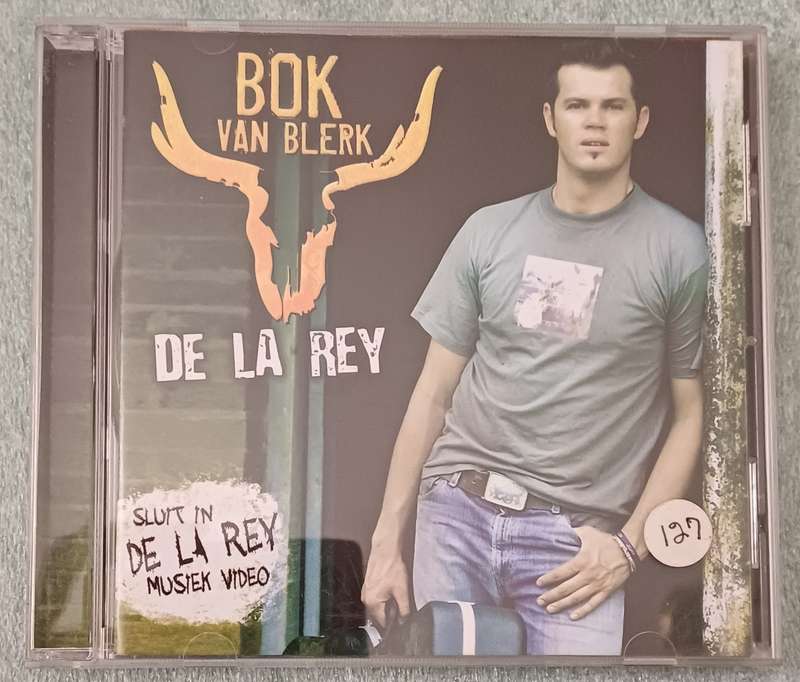 BOK
VAN BLERK
DE LA REY
SLUIT IN
DE LA REY
MUSIEK VIDEO
127